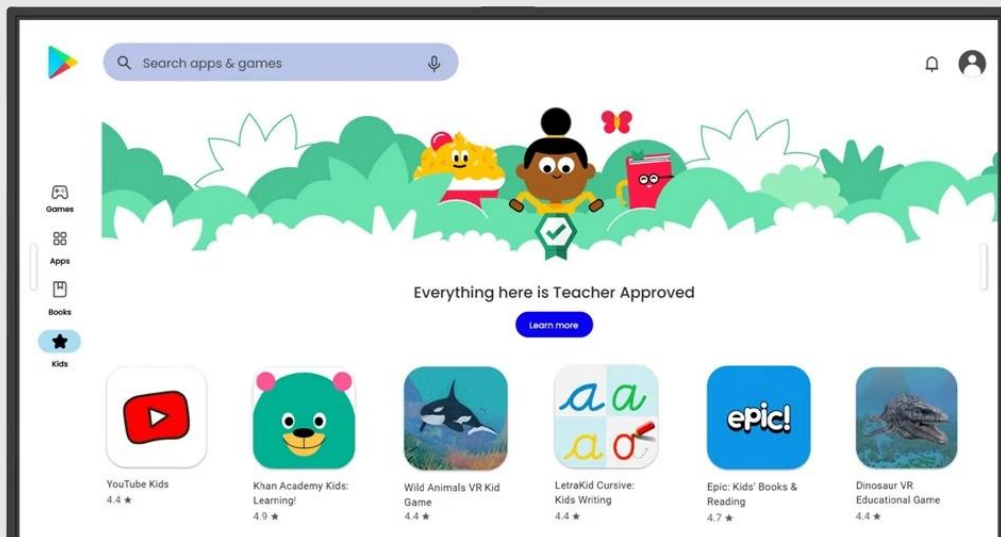 Search apps & games
Games
Apps
Books
Kids
Everything here is Teacher Approved
Learn more
YouTube Kids
4.4 ★
Khan Academy Kids:
Learning!
4.9 ★
Wild Animals VR Kid
Game
4.4 ★
a a
a a
LetraKid Cursive:
Kids Writing
4.4 ★
epic!
Epic: Kids' Books &
Reading
4.7 ★
Dinosaur VR
Educational Game
4.4 ★